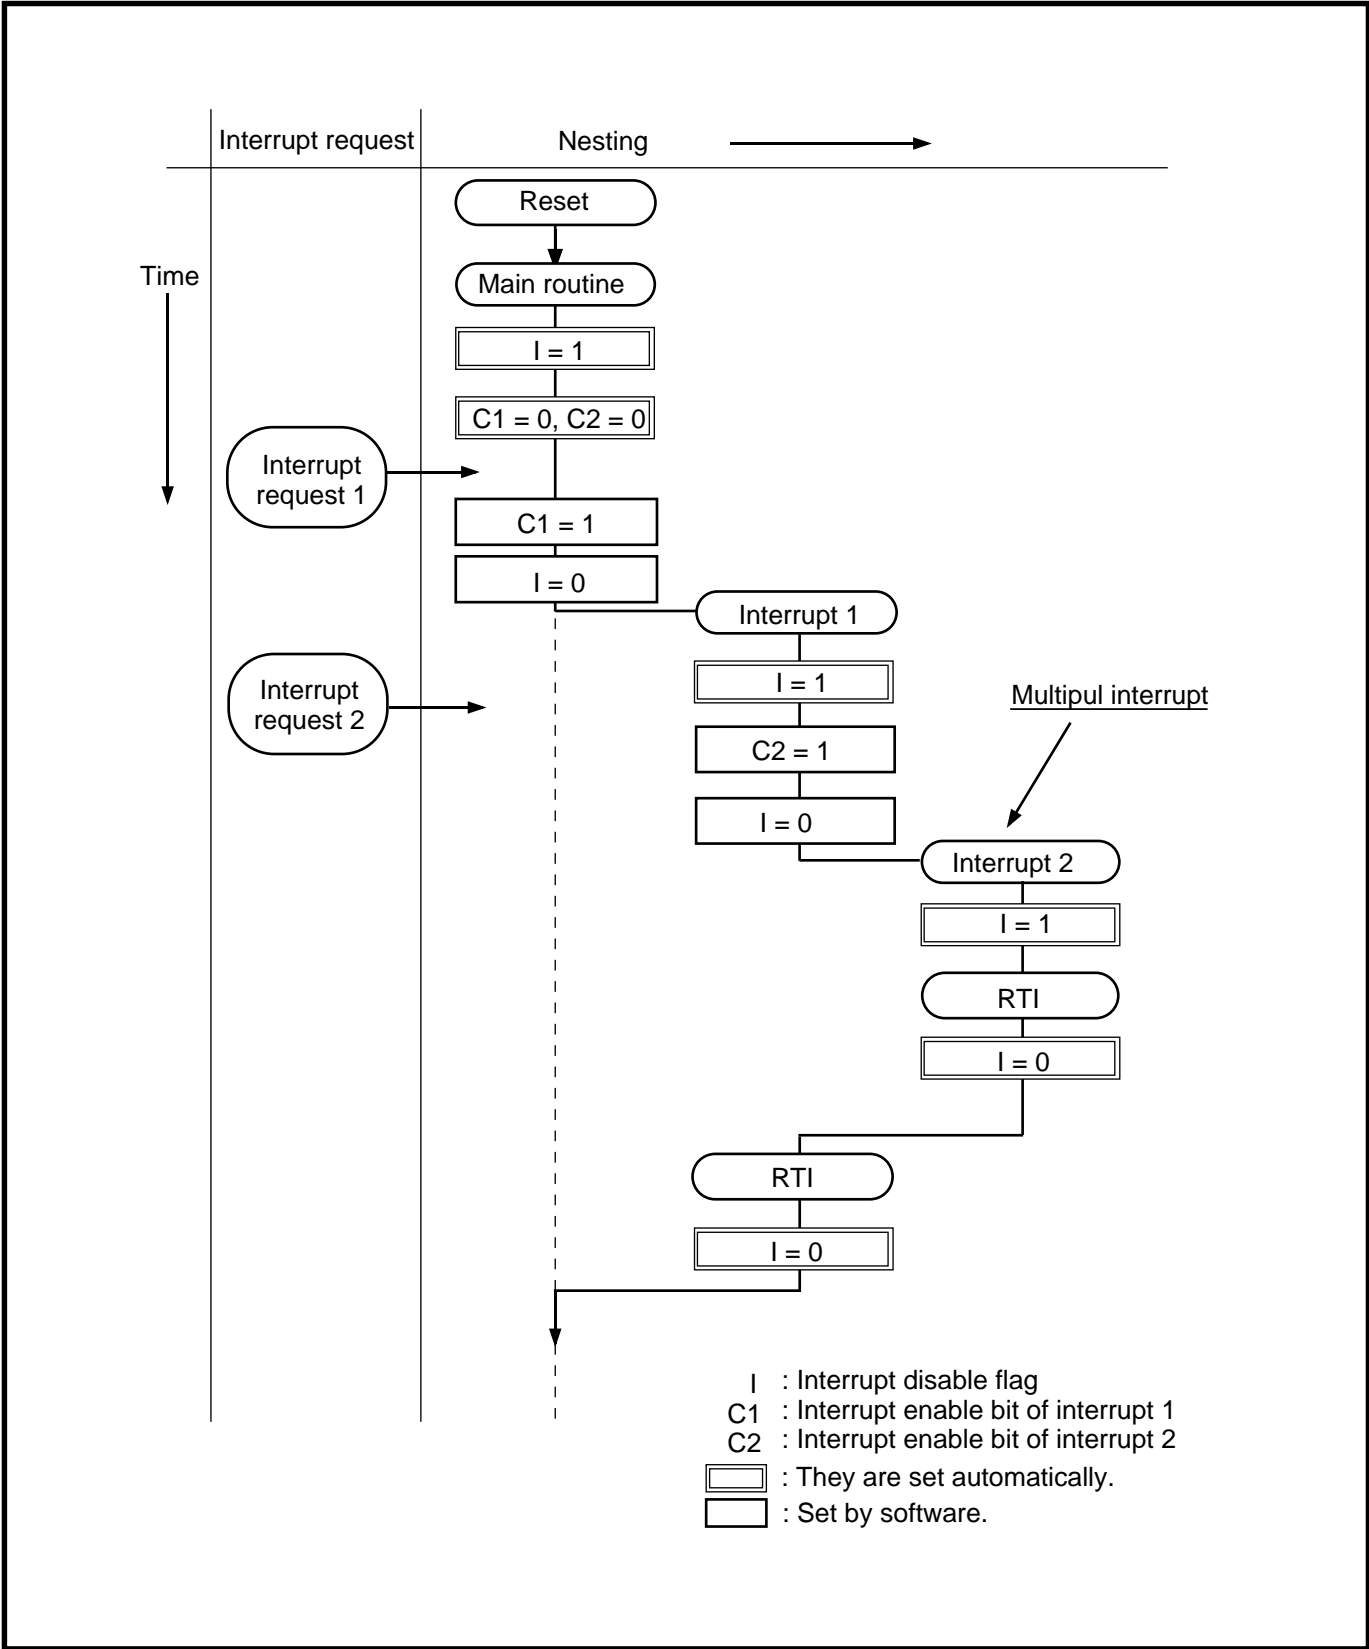 Interrupt request
Nesting
Reset
Time
Main routine
I = 1
C1 = 0, C2 = 0
Interrupt
request 1
C1 = 1
I = 0
Interrupt 1
Interrupt
request 2
I = 1
Multipul interrupt
C2 = 1
I = 0
Interrupt 2
I = 1
RTI
I = 0
RTI
I = 0
I : Interrupt disable flag
C1 : Interrupt enable bit of interrupt 1
C2 : Interrupt enable bit of interrupt 2
: They are set automatically.
: Set by software.